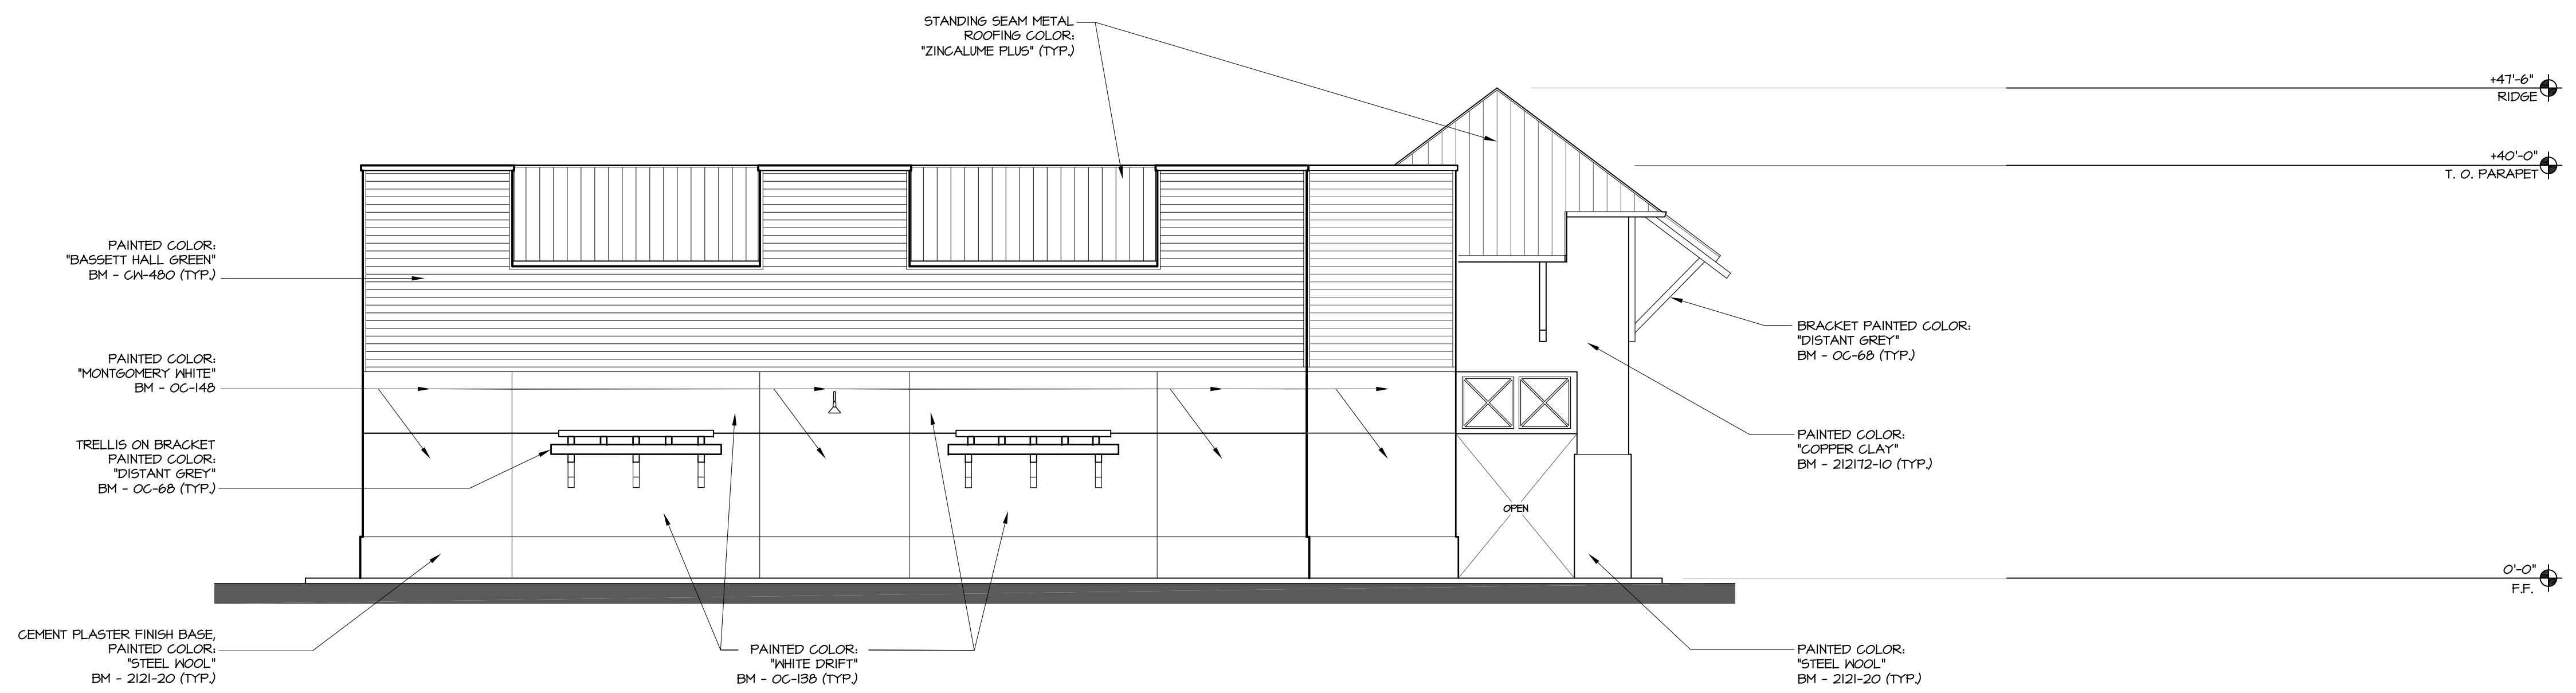 STANDING SEAM METAL
ROOFING COLOR:
"ZINCALUME PLUS" (TYP.)
+47'-6"
RIDGE
+40'-0"
T. O. PARAPET
PAINTED COLOR:
"BASSETT HALL GREEN"
BM - CW-480 (TYP.)
BRACKET PAINTED COLOR:
"DISTANT GREY"
BM - OC-68 (TYP.)
PAINTED COLOR:
"MONTGOMERY WHITE"
BM - OC-148
TRELLIS ON BRACKET
PAINTED COLOR:
"DISTANT GREY"
BM - OC-68 (TYP.)
PAINTED COLOR:
"COPPER CLAY"
BM - 212172-10 (TYP.)
OPEN
0'-0"
F.F.
CEMENT PLASTER FINISH BASE,
PAINTED COLOR:
"STEEL WOOL"
BM - 2121-20 (TYP.)
PAINTED COLOR:
"WHITE DRIFT"
BM - OC-138 (TYP.)
PAINTED COLOR:
"STEEL WOOL"
BM - 2121-20 (TYP.)